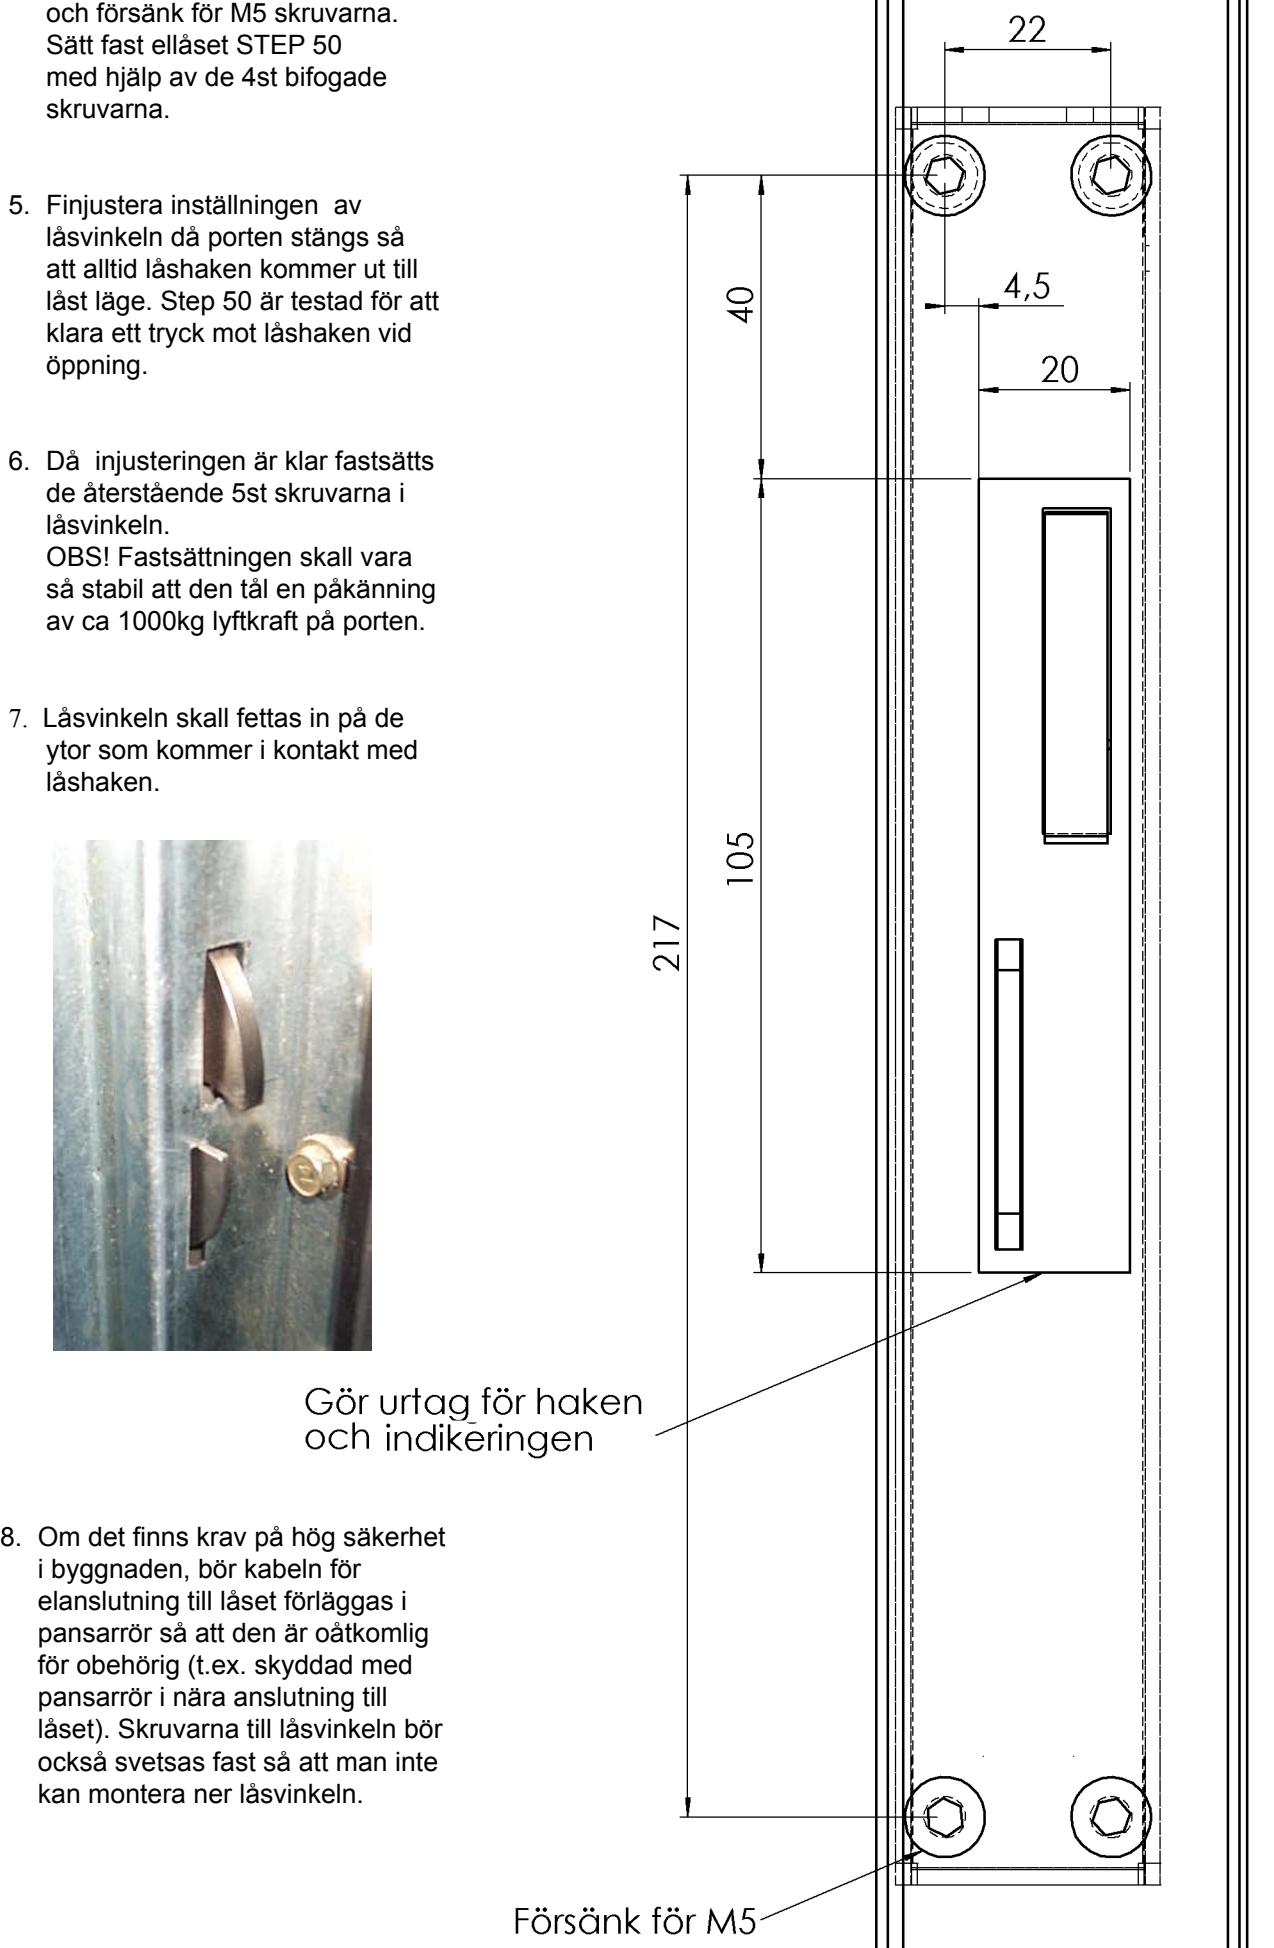 och försänk för M5 skruvarna.
Sätt fast ellåset STEP 50
med hjälp av de 4st bifogade
skruvarna.
5. Finjustera inställningen av
låsvinkeln då porten stängs så
att alltid låshaken kommer ut till
låst läge. Step 50 är testad för att
klara ett tryck mot låshaken vid
öppning.
6. Då injusteringen är klar fastsätts
de återstående 5st skruvarna i
låsvinkeln.
OBS! Fastsättningen skall vara
så stabil att den tål en påkänning
av ca 1000kg lyftkraft på porten.
7. Låsvinkeln skall fettas in på de
ytor som kommer i kontakt med
låshaken.
22
4,5
40
20
105
217
Gör urtag för haken
och indikeringen
8. Om det finns krav på hög säkerhet
i byggnaden, bör kabeln för
elanslutning till låset förläggas i
pansarrör så att den är oåtkomlig
för obehörig (t.ex. skyddad med
pansarrör i nära anslutning till
låset). Skruvarna till låsvinkeln bör
också svetsas fast så att man inte
kan montera ner låsvinkeln.
Försänk för M5